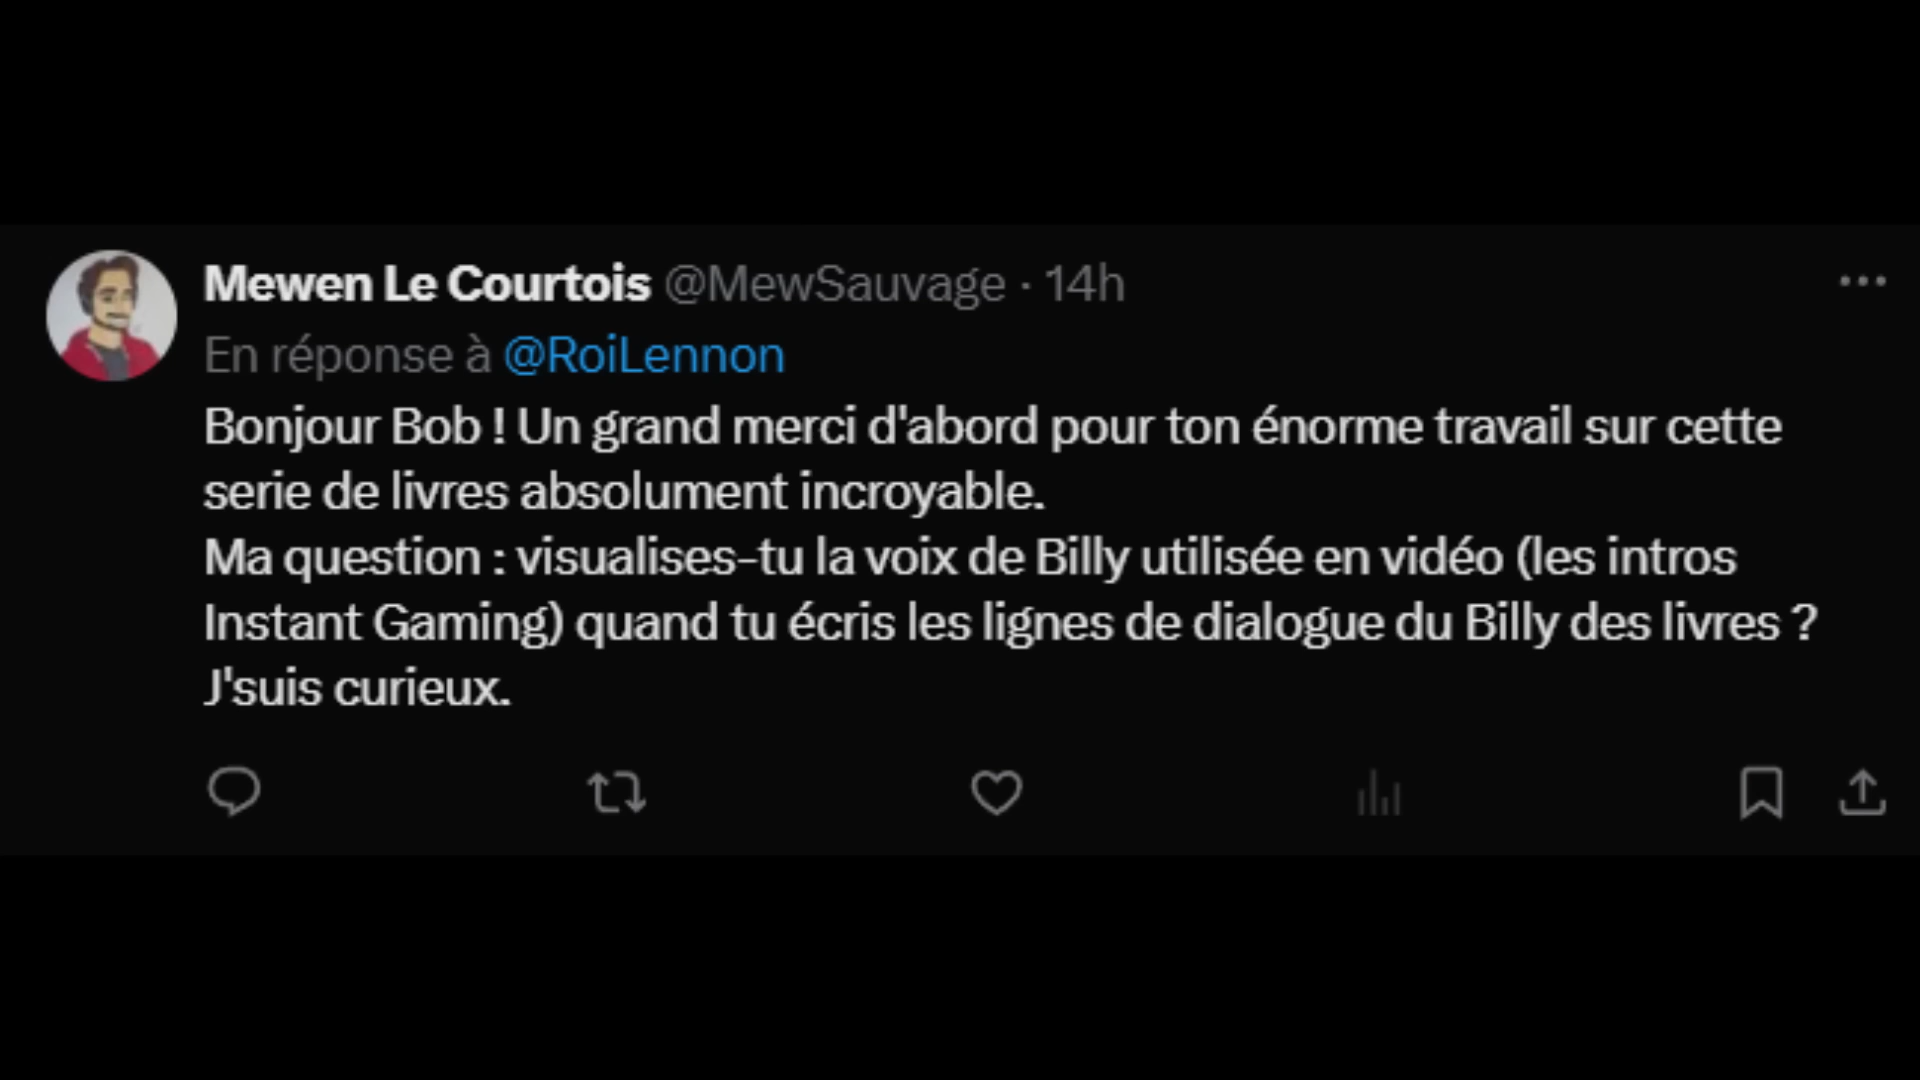 Mewen Le Courtois @MewSauvage · 14h
En réponse à @RoiLennon
Bonjour Bob ! Un grand merci d'abord pour ton énorme travail sur cette
serie de livres absolument incroyable.
Ma question : visualises-tu la voix de Billy utilisée en vidéo (les intros
Instant Gaming) quand tu écris les lignes de dialogue du Billy des livres ?
J'suis curieux.